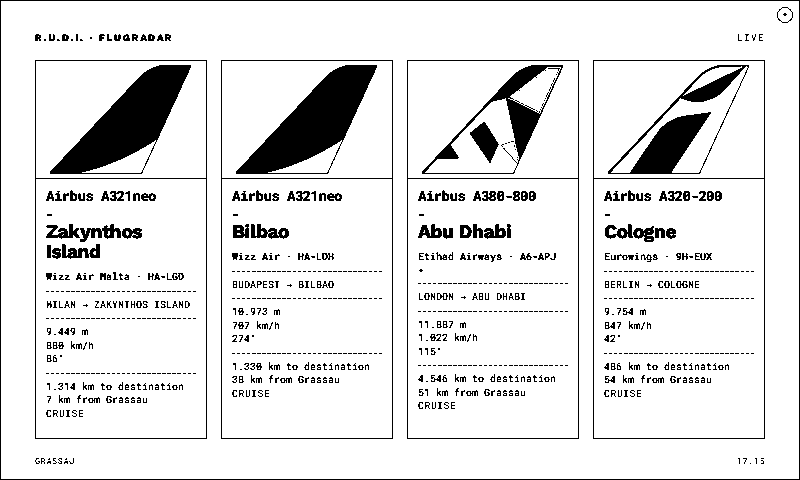 R.U.D.I. · FLUGRADAR
LIVE
Airbus A321neo
-
Zakynthos
Island
Wizz Air Malta · HA-LGD
MILAN → ZAKYNTHOS ISLAND
9.449 m
880 km/h
86°
1.314 km to destination
7 km from Grassau
CRUISE
Airbus A321neo
-
Bilbao
Wizz Air · HA-LDX
BUDAPEST → BILBAO
10.973 m
707 km/h
274°
1.330 km to destination
38 km from Grassau
CRUISE
Airbus A380-800
-
Abu Dhabi
Etihad Airways · A6-APJ
LONDON → ABU DHABI
11.887 m
1.022 km/h
115°
4.546 km to destination
51 km from Grassau
CRUISE
Airbus A320-200
-
Cologne
Eurowings · 9H-EUX
BERLIN → COLOGNE
9.754 m
847 km/h
42°
486 km to destination
54 km from Grassau
CRUISE
GRASSAU
17.15